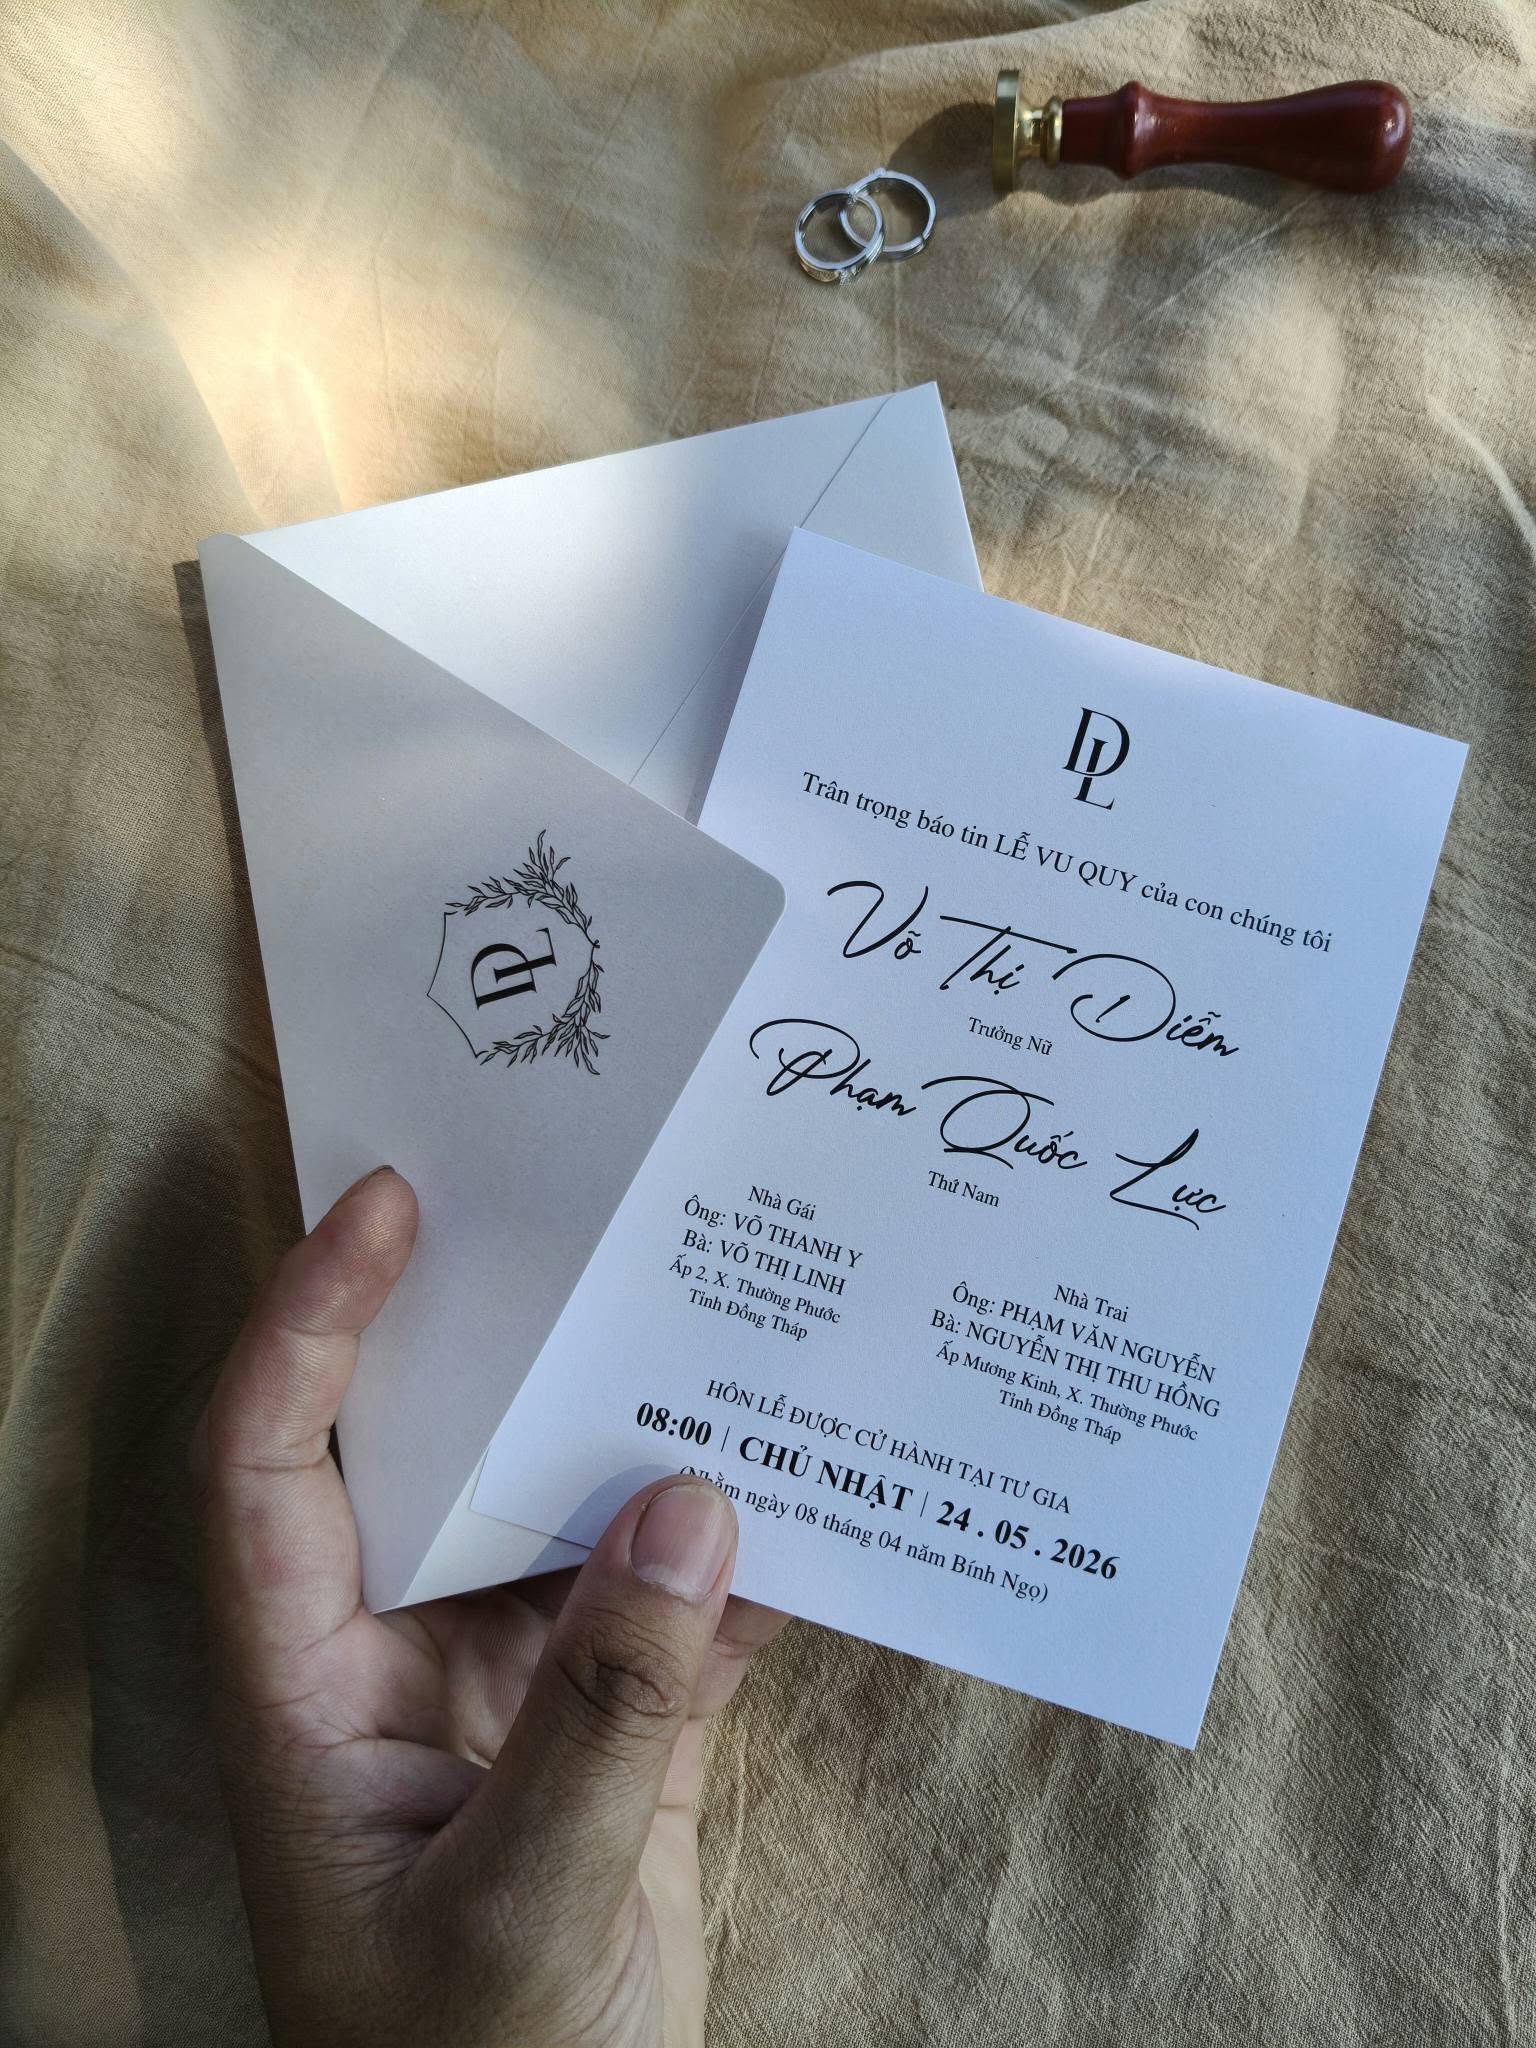 DL
DL
Trân trọng báo tin LỄ VU QUY của con chúng tôi
Võ Thị Diễm
Trưởng Nữ
Phạm Quốc Lực
Thứ Nam
Nhà Gái
Ông: VÕ THANH Y
Bà: VÕ THỊ LINH
Ấp 2, X. Thường Phước
Tỉnh Đồng Tháp
Nhà Trai
Ông: PHẠM VĂN NGUYỄN
Bà: NGUYỄN THỊ THU HỒNG
Ấp Mương Kinh, X. Thường Phước
Tỉnh Đồng Tháp
HÔN LỄ ĐƯỢC CỬ HÀNH TẠI TƯ GIA
08:00 | CHỦ NHẬT | 24 . 05 . 2026
(Nhằm ngày 08 tháng 04 năm Bính Ngọ)